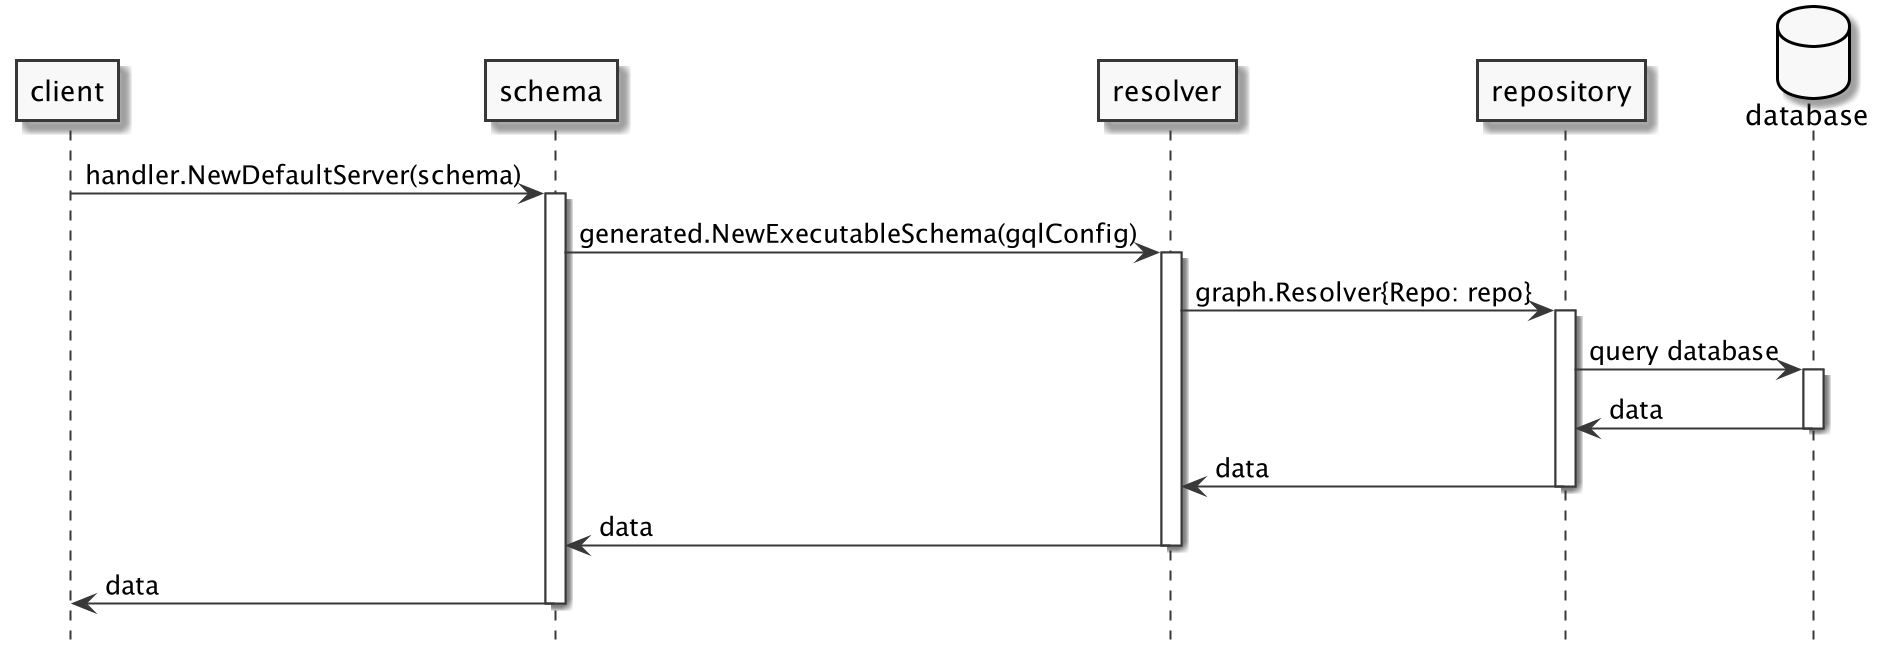 client
schema
resolver
repository
database
handler.NewDefaultServer(schema)
generated.NewExecutableSchema(gqlConfig)
graph.Resolver{Repo: repo}
query database
data
data
data
data